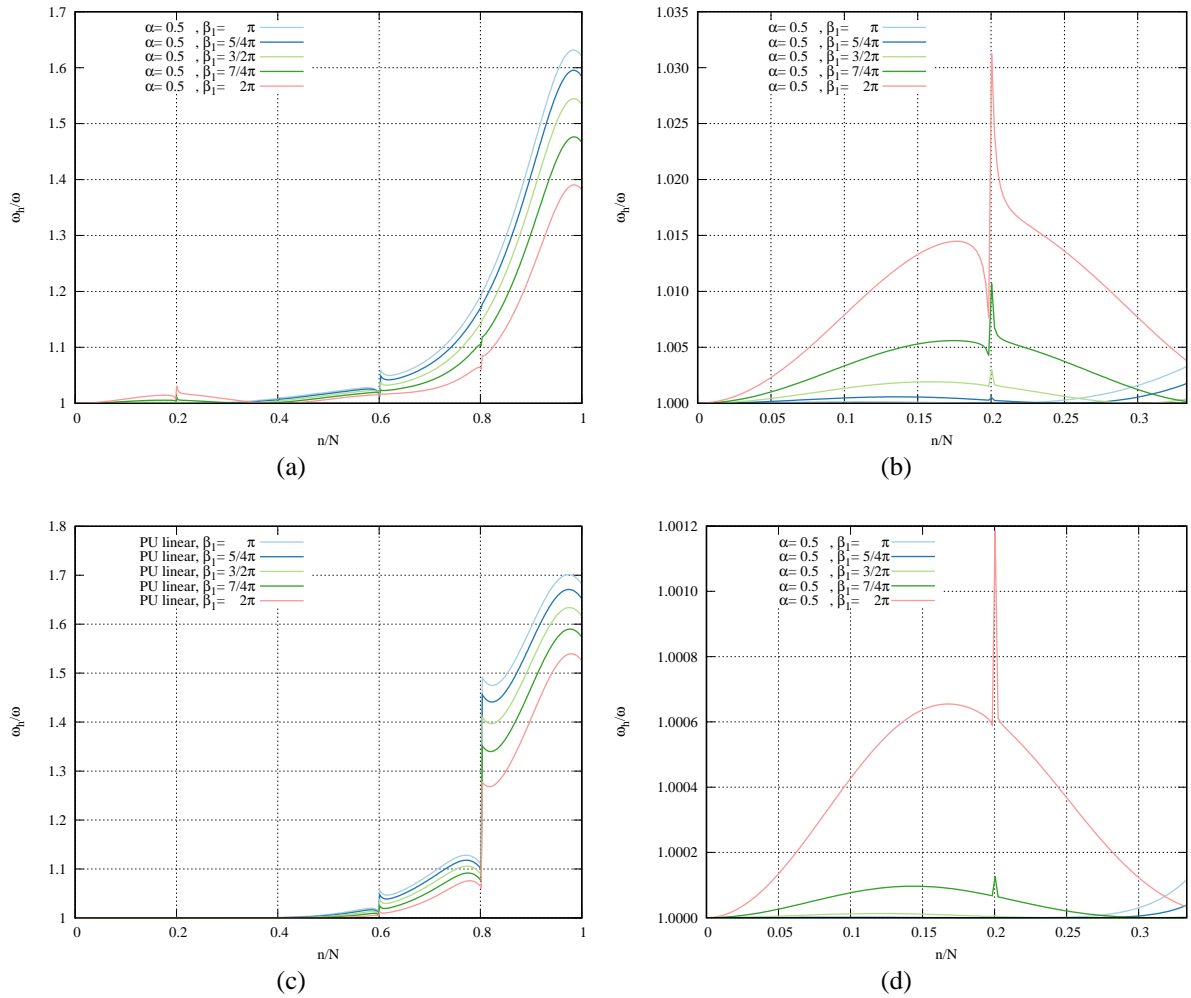 1.7
1.6
1.5
1.4
1.3
1.2
1.1
1
0 0.2 0.4 0.6 0.8 1
ω_h/ω
n/N
α= 0.5 , β_1= π
α= 0.5 , β_1= 5/4π
α= 0.5 , β_1= 3/2π
α= 0.5 , β_1= 7/4π
α= 0.5 , β_1= 2π
(a)
1.035
1.030
1.025
1.020
1.015
1.010
1.005
1.000
0 0.05 0.1 0.15 0.2 0.25 0.3
ω_h/ω
n/N
α= 0.5 , β_1= π
α= 0.5 , β_1= 5/4π
α= 0.5 , β_1= 3/2π
α= 0.5 , β_1= 7/4π
α= 0.5 , β_1= 2π
(b)
1.8
1.7
1.6
1.5
1.4
1.3
1.2
1.1
1
0 0.2 0.4 0.6 0.8 1
ω_h/ω
n/N
PU linear, β_1= π
PU linear, β_1= 5/4π
PU linear, β_1= 3/2π
PU linear, β_1= 7/4π
PU linear, β_1= 2π
(c)
1.0012
1.0010
1.0008
1.0006
1.0004
1.0002
1.0000
0 0.05 0.1 0.15 0.2 0.25 0.3
ω_h/ω
n/N
α= 0.5 , β_1= π
α= 0.5 , β_1= 5/4π
α= 0.5 , β_1= 3/2π
α= 0.5 , β_1= 7/4π
α= 0.5 , β_1= 2π
(d)